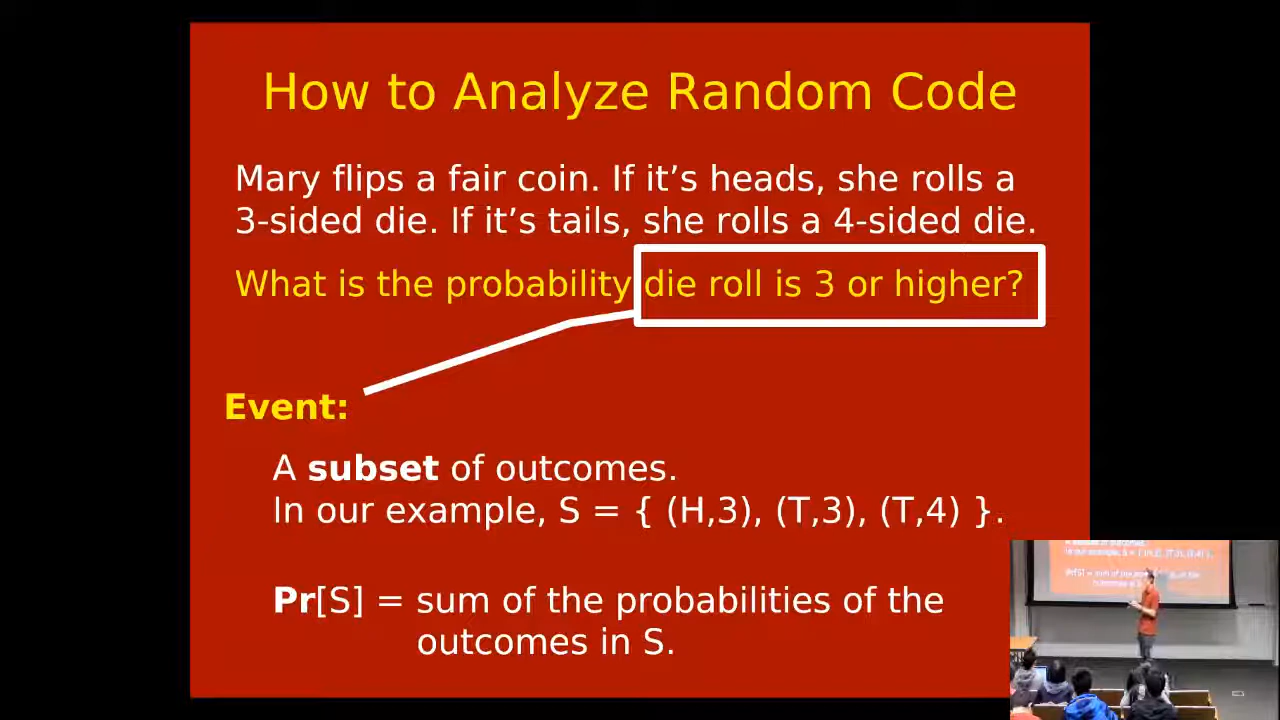 How to Analyze Random Code
Mary flips a fair coin. If it’s heads, she rolls a
3-sided die. If it’s tails, she rolls a 4-sided die.
What is the probability die roll is 3 or higher?
Event:
A subset of outcomes.
In our example, S = { (H,3), (T,3), (T,4) }.
Pr[S] = sum of the probabilities of the
outcomes in S.